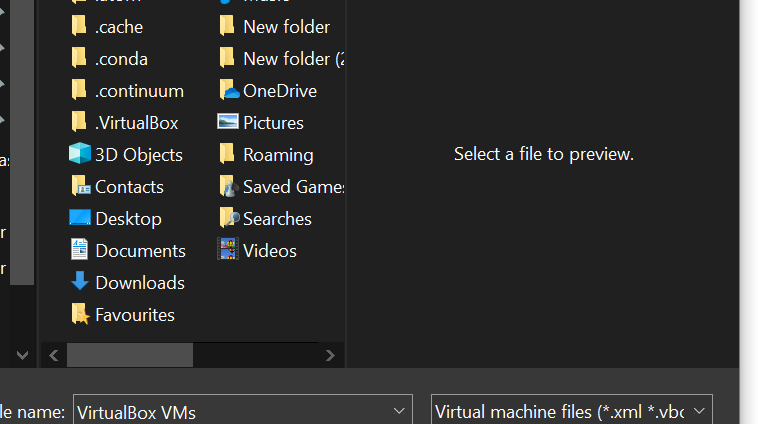 .cache
.conda
.continuum
.VirtualBox
3D Objects
Contacts
Desktop
Documents
Downloads
Favourites
New folder
New folder (2
OneDrive
Pictures
Roaming
Saved Games
Searches
Videos
Select a file to preview.
le name: VirtualBox VMs
Virtual machine files (*.xml *.vbo